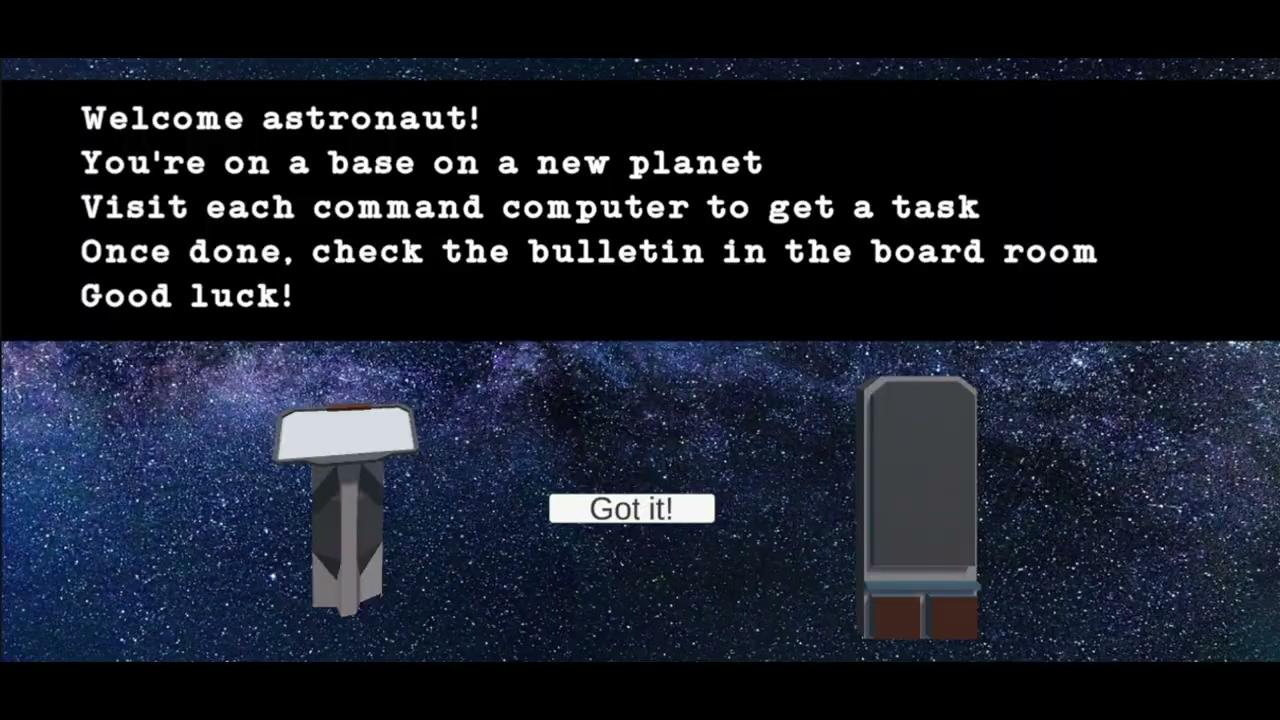 Welcome astronaut!
You're on a base on a new planet
Visit each command computer to get a task
Once done, check the bulletin in the board room
Good luck!
Got it!